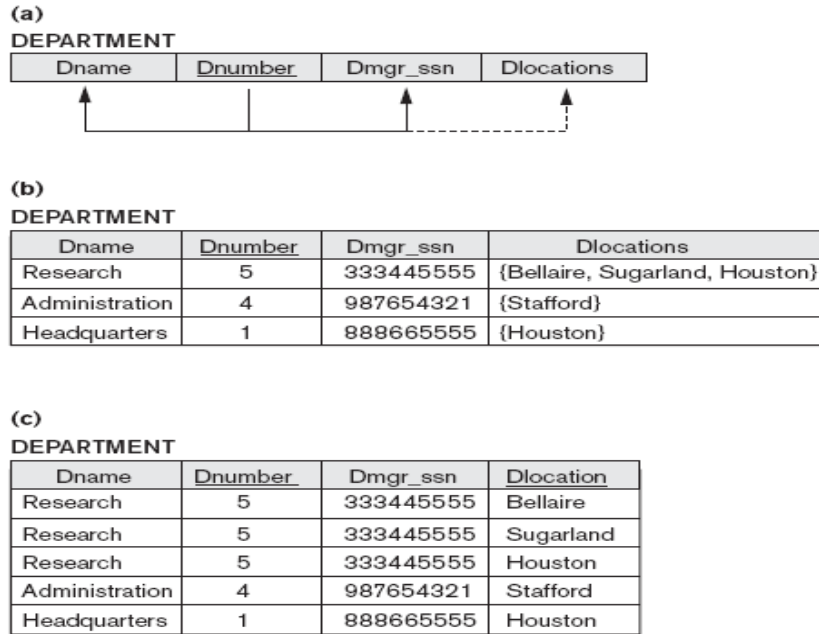 (a)
DEPARTMENT
Dname Dnumber Dmgr_ssn Dlocations
(b)
DEPARTMENT
Dname Dnumber Dmgr_ssn Dlocations
Research 5 333445555 {Bellaire, Sugarland, Houston}
Administration 4 987654321 {Stafford}
Headquarters 1 888665555 {Houston}
(c)
DEPARTMENT
Dname Dnumber Dmgr_ssn Dlocation
Research 5 333445555 Bellaire
Research 5 333445555 Sugarland
Research 5 333445555 Houston
Administration 4 987654321 Stafford
Headquarters 1 888665555 Houston